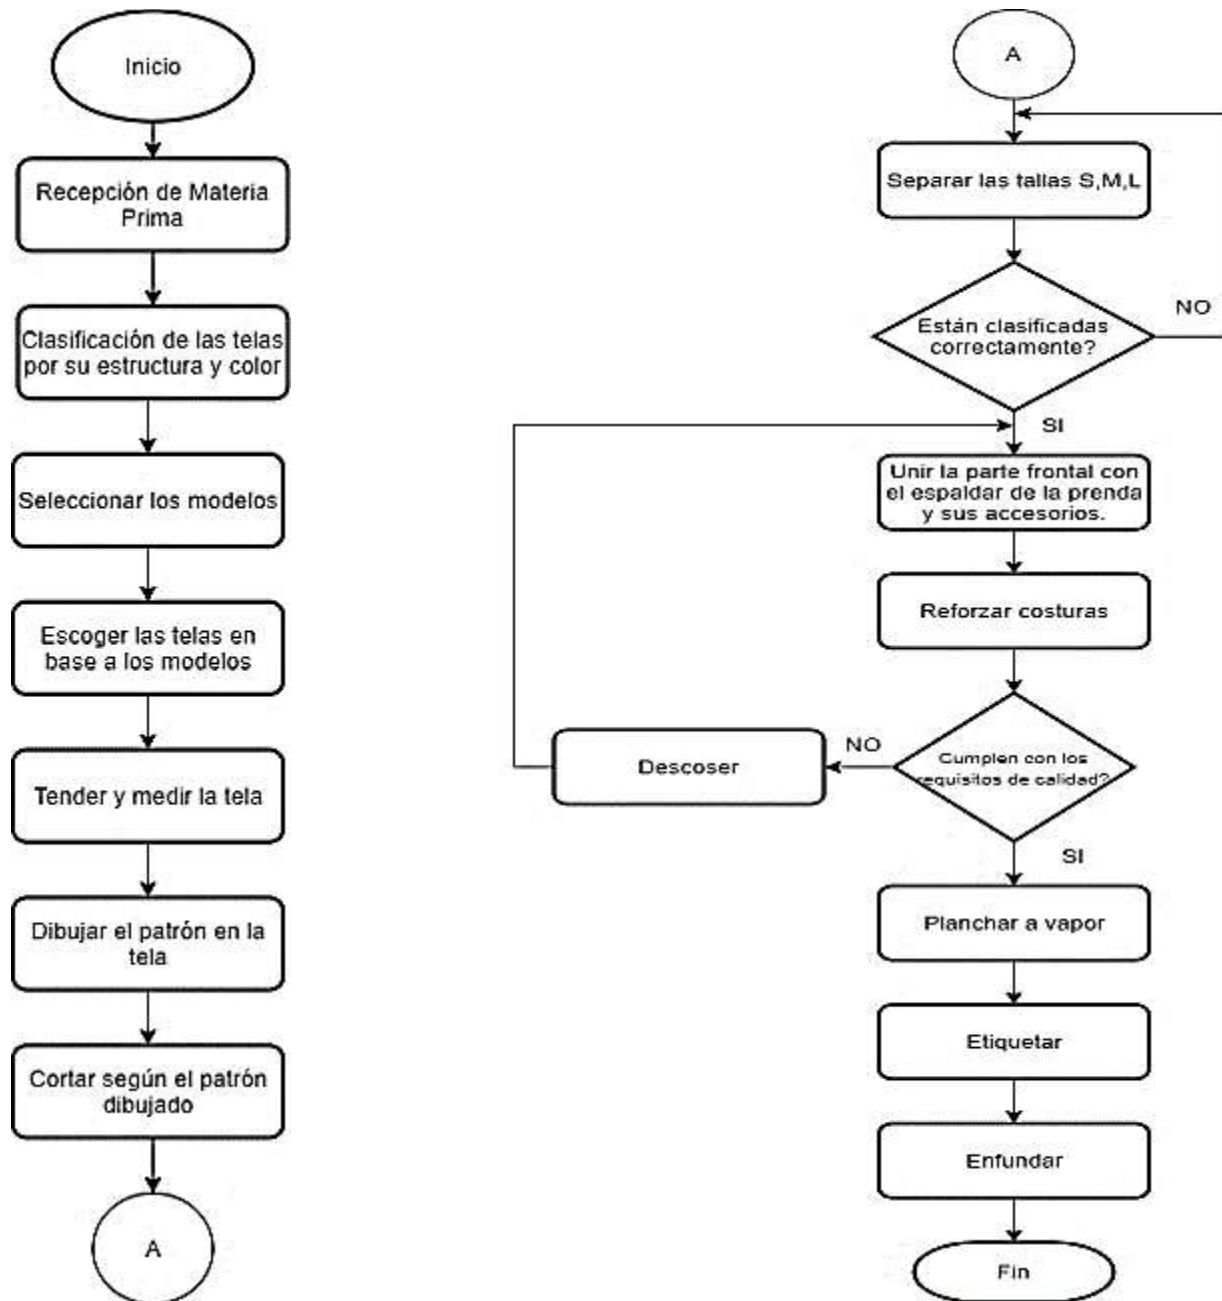 Inicio
Recepción de Materia
Prima
Clasificación de las telas
por su estructura y color
Seleccionar los modelos
Escoger las telas en
base a los modelos
Tender y medir la tela
Dibujar el patrón en la
tela
Cortar según el patrón
dibujado
A
A
Separar las tallas S,M,L
Están clasificadas
correctamente?
NO
SI
Unir la parte frontal con
el espaldar de la prenda
y sus accesorios.
Reforzar costuras
Cumplen con los
requisitos de calidad?
NO
Descoser
SI
Planchar a vapor
Etiquetar
Enfundar
Fin